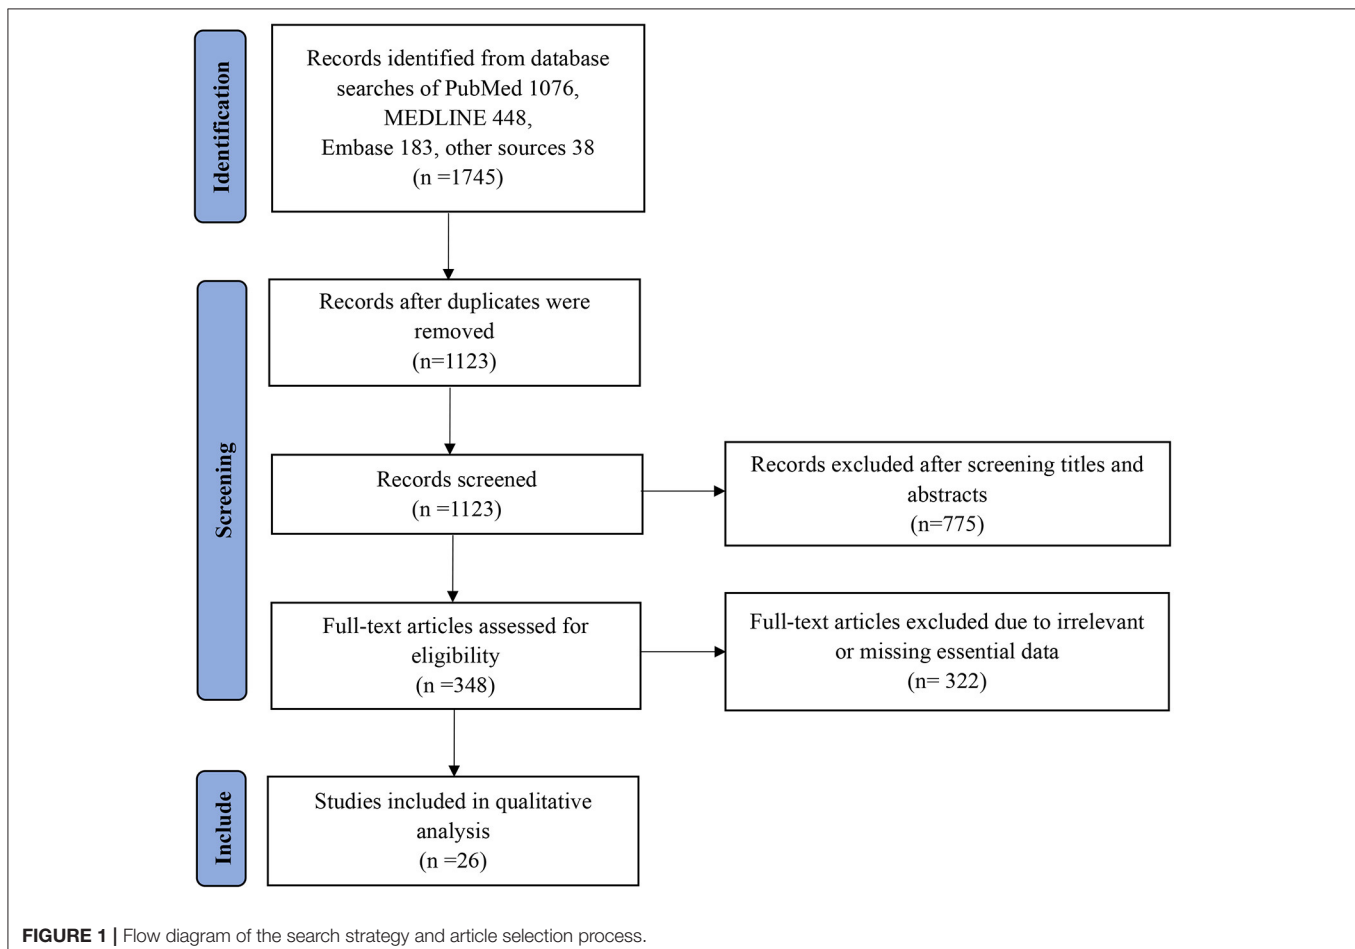 Identification
Records identified from database
searches of PubMed 1076,
MEDLINE 448,
Embase 183, other sources 38
(n =1745)
Screening
Records after duplicates were
removed
(n=1123)
Records screened
(n =1123)
Records excluded after screening titles and
abstracts
(n=775)
Full-text articles assessed for
eligibility
(n =348)
Full-text articles excluded due to irrelevant
or missing essential data
(n= 322)
Include
Studies included in qualitative
analysis
(n =26)
FIGURE 1 | Flow diagram of the search strategy and article selection process.